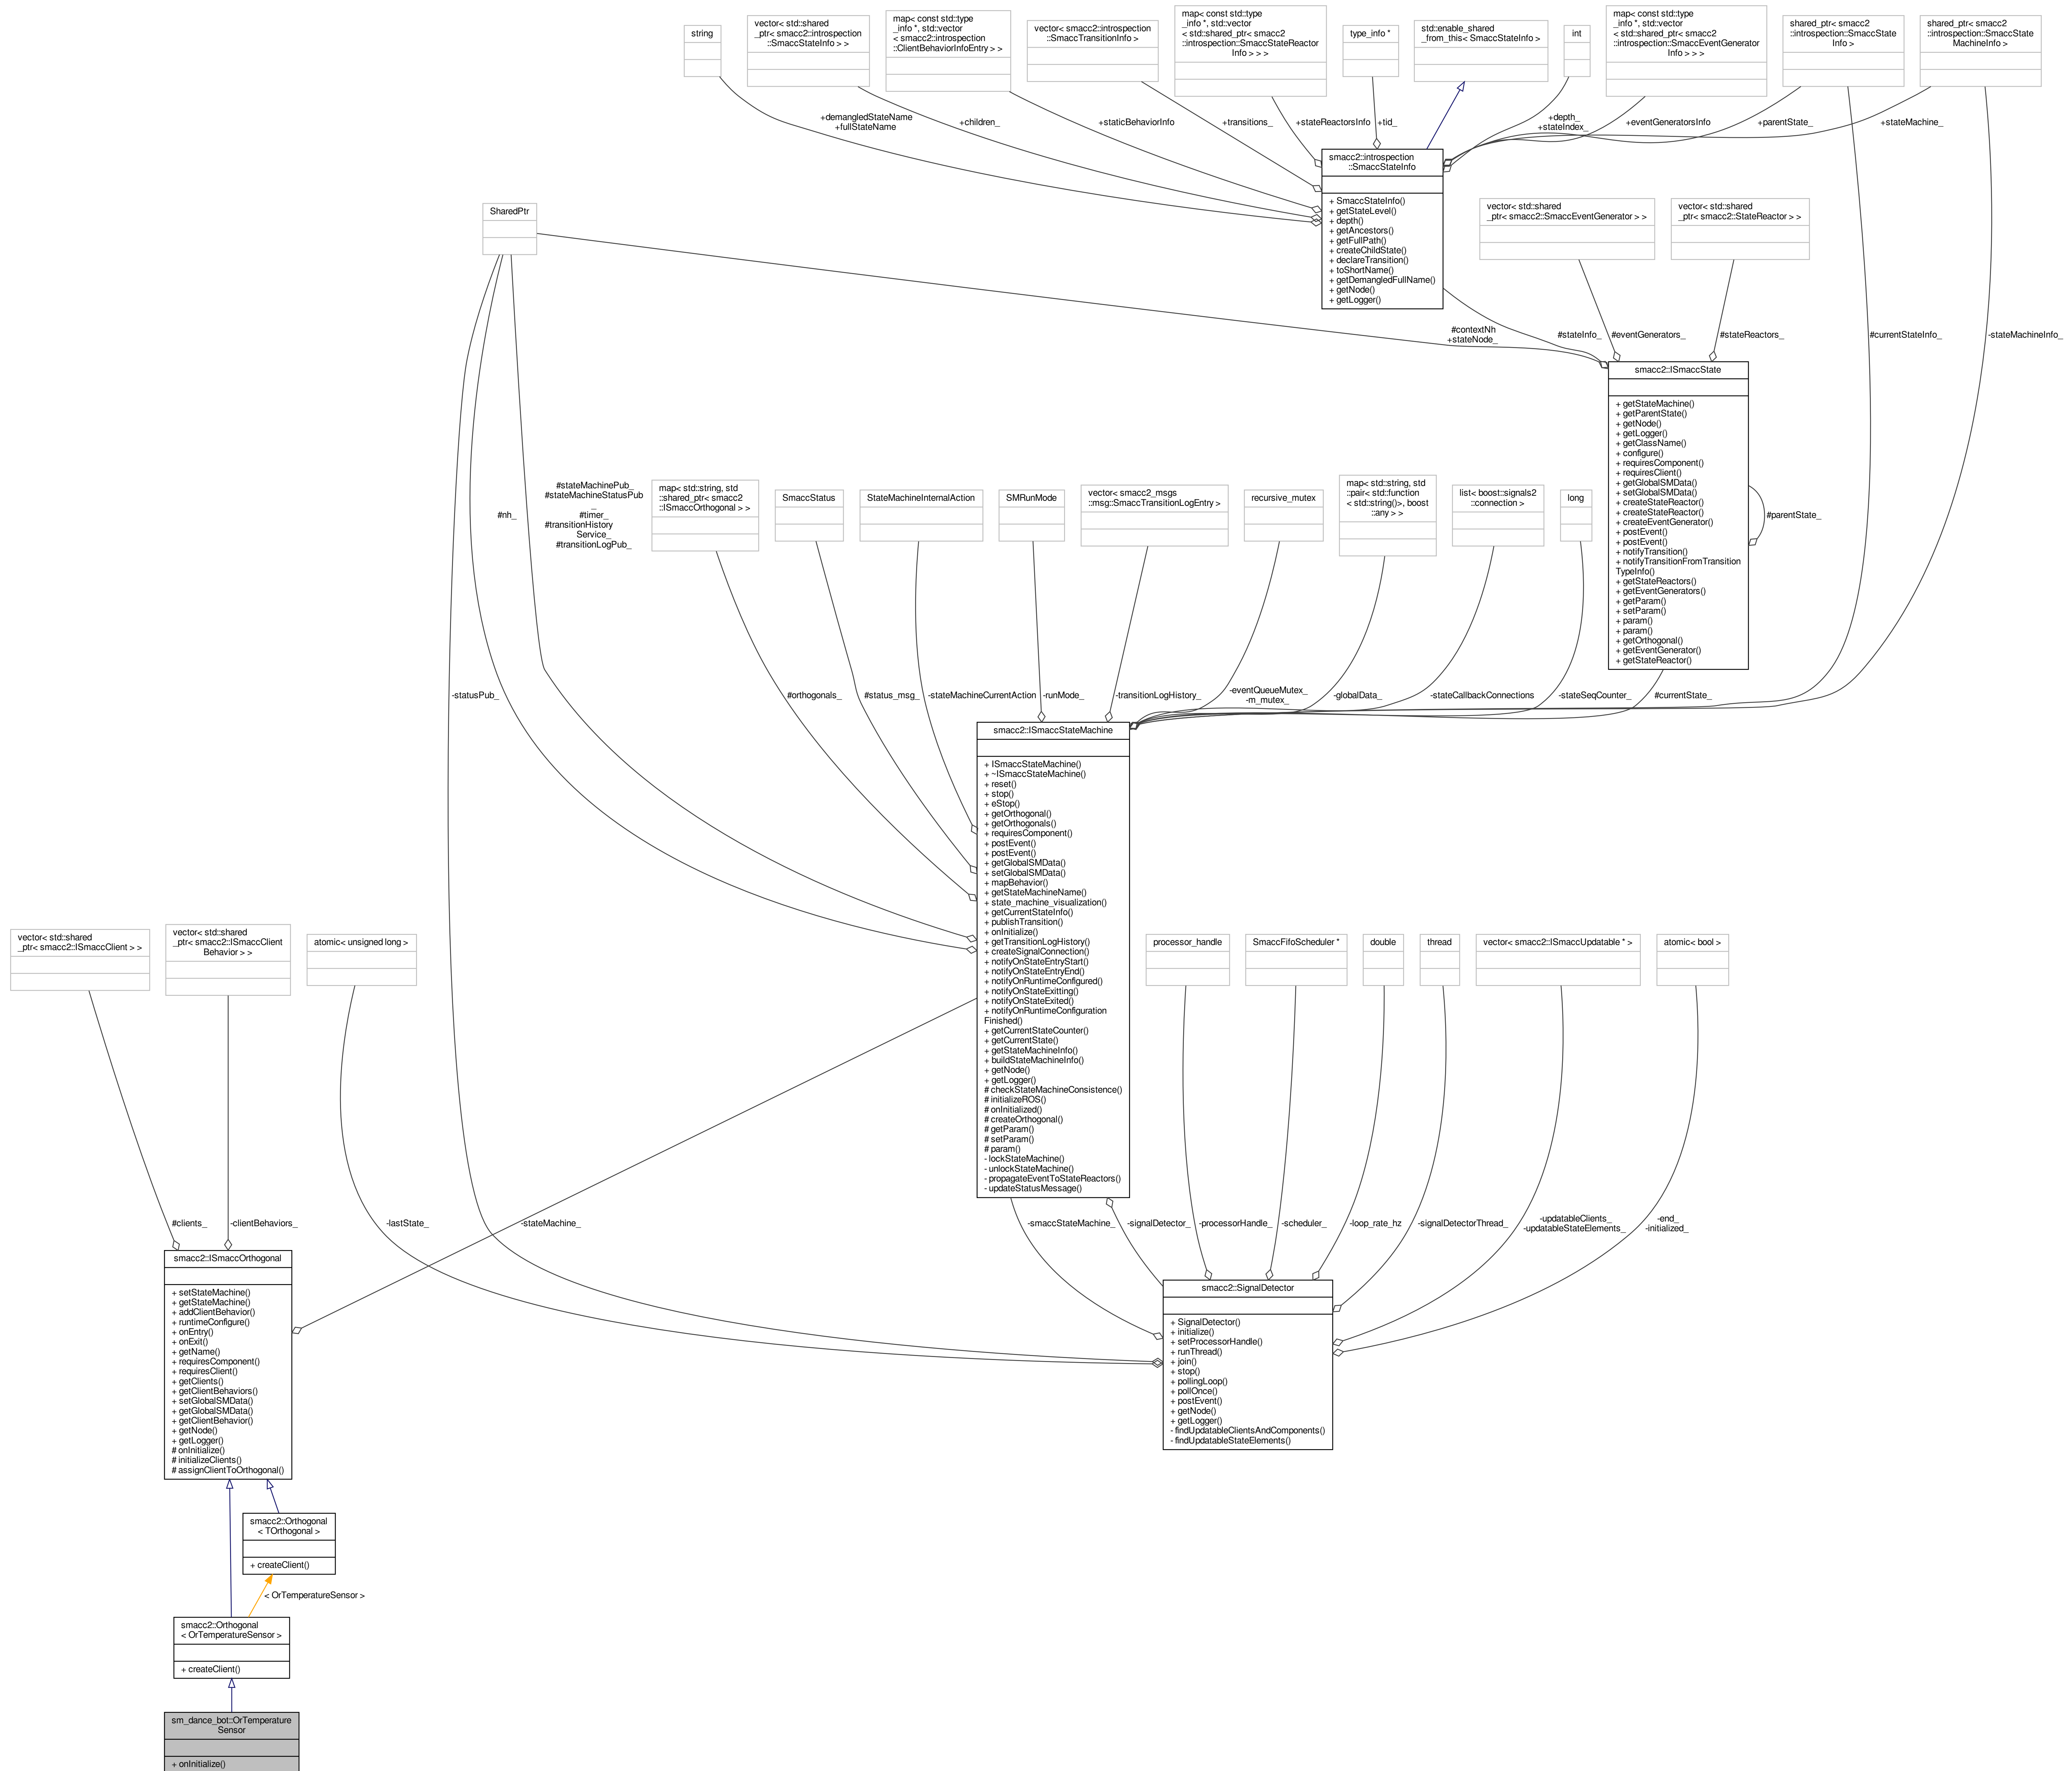 string
vector< std::shared
_ptr< smacc2::introspection
::SmaccStateInfo > >
map< const std::type
_info *, std::vector
< smacc2::introspection
::ClientBehaviorInfoEntry > >
vector< smacc2::introspection
::SmaccTransitionInfo >
map< const std::type
_info *, std::vector
< std::shared_ptr< smacc2
::introspection::SmaccStateReactor
Info > > >
type_info *
std::enable_shared
_from_this< SmaccStateInfo >
int
map< const std::type
_info *, std::vector
< std::shared_ptr< smacc2
::introspection::SmaccEventGenerator
Info > > >
shared_ptr< smacc2
::introspection::SmaccState
Info >
shared_ptr< smacc2
::introspection::SmaccState
MachineInfo >
+demangledStateName
+fullStateName
+children_
+staticBehaviorInfo
+transitions_
+stateReactorsInfo
+tid_
+depth_
+stateIndex_
+eventGeneratorsInfo
+parentState_
+stateMachine_
smacc2::introspection
::SmaccStateInfo
+ SmaccStateInfo()
+ getStateLevel()
+ depth()
+ getAncestors()
+ getFullPath()
+ createChildState()
+ declareTransition()
+ toShortName()
+ getDemangledFullName()
+ getNode()
+ getLogger()
SharedPtr
vector< std::shared
_ptr< smacc2::SmaccEventGenerator > >
vector< std::shared
_ptr< smacc2::StateReactor > >
#contextNh
+stateNode_
#stateInfo_
#eventGenerators_
#stateReactors_
#currentStateInfo_
-stateMachineInfo_
smacc2::ISmaccState
+ getStateMachine()
+ getParentState()
+ getNode()
+ getLogger()
+ getClassName()
+ configure()
+ requiresComponent()
+ requiresClient()
+ getGlobalSMData()
+ setGlobalSMData()
+ createStateReactor()
+ createStateReactor()
+ createEventGenerator()
+ postEvent()
+ postEvent()
+ notifyTransition()
+ notifyTransitionFromTransition
TypeInfo()
+ getStateReactors()
+ getEventGenerators()
+ getParam()
+ setParam()
+ param()
+ param()
+ getOrthogonal()
+ getEventGenerator()
+ getStateReactor()
#parentState_
#nh_
#stateMachinePub_
#stateMachineStatusPub
_
#timer_
#transitionHistory
Service_
#transitionLogPub_
map< std::string, std
::shared_ptr< smacc2
::ISmaccOrthogonal > >
SmaccStatus
StateMachineInternalAction
SMRunMode
vector< smacc2_msgs
::msg::SmaccTransitionLogEntry >
recursive_mutex
map< std::string, std
::pair< std::function
< std::string()>, boost
::any > >
list< boost::signals2
::connection >
long
-statusPub_
#orthogonals_
#status_msg_
-stateMachineCurrentAction
-runMode_
-transitionLogHistory_
-eventQueueMutex_
-m_mutex_
-globalData_
-stateCallbackConnections
-stateSeqCounter_
#currentState_
smacc2::ISmaccStateMachine
+ ISmaccStateMachine()
+ ~ISmaccStateMachine()
+ reset()
+ stop()
+ eStop()
+ getOrthogonal()
+ getOrthogonals()
+ requiresComponent()
+ postEvent()
+ postEvent()
+ getGlobalSMData()
+ setGlobalSMData()
+ mapBehavior()
+ getStateMachineName()
+ state_machine_visualization()
+ getCurrentStateInfo()
+ publishTransition()
+ onInitialize()
+ getTransitionLogHistory()
+ createSignalConnection()
+ notifyOnStateEntryStart()
+ notifyOnStateEntryEnd()
+ notifyOnRuntimeConfigured()
+ notifyOnStateExitting()
+ notifyOnStateExited()
+ notifyOnRuntimeConfiguration
Finished()
+ getCurrentStateCounter()
+ getCurrentState()
+ getStateMachineInfo()
+ buildStateMachineInfo()
+ getNode()
+ getLogger()
# checkStateMachineConsistence()
# initializeROS()
# onInitialized()
# createOrthogonal()
# getParam()
# setParam()
# param()
- lockStateMachine()
- unlockStateMachine()
- propagateEventToStateReactors()
- updateStatusMessage()
vector< std::shared
_ptr< smacc2::ISmaccClient > >
vector< std::shared
_ptr< smacc2::ISmaccClient
Behavior > >
atomic< unsigned long >
processor_handle
SmaccFifoScheduler *
double
thread
vector< smacc2::ISmaccUpdatable * >
atomic< bool >
#clients_
-clientBehaviors_
-lastState_
-stateMachine_
-smaccStateMachine_
-signalDetector_
-processorHandle_
-scheduler_
-loop_rate_hz
-signalDetectorThread_
-updatableClients_
-updatableStateElements_
-end_
-initialized_
smacc2::ISmaccOrthogonal
+ setStateMachine()
+ getStateMachine()
+ addClientBehavior()
+ runtimeConfigure()
+ onEntry()
+ onExit()
+ getName()
+ requiresComponent()
+ requiresClient()
+ getClients()
+ getClientBehaviors()
+ setGlobalSMData()
+ getGlobalSMData()
+ getClientBehavior()
+ getNode()
+ getLogger()
# onInitialize()
# initializeClients()
# assignClientToOrthogonal()
smacc2::SignalDetector
+ SignalDetector()
+ initialize()
+ setProcessorHandle()
+ runThread()
+ join()
+ stop()
+ pollingLoop()
+ pollOnce()
+ postEvent()
+ getNode()
+ getLogger()
- findUpdatableClientsAndComponents()
- findUpdatableStateElements()
smacc2::Orthogonal
< TOrthogonal >
+ createClient()
< OrTemperatureSensor >
smacc2::Orthogonal
< OrTemperatureSensor >
+ createClient()
sm_dance_bot::OrTemperature
Sensor
+ onInitialize()